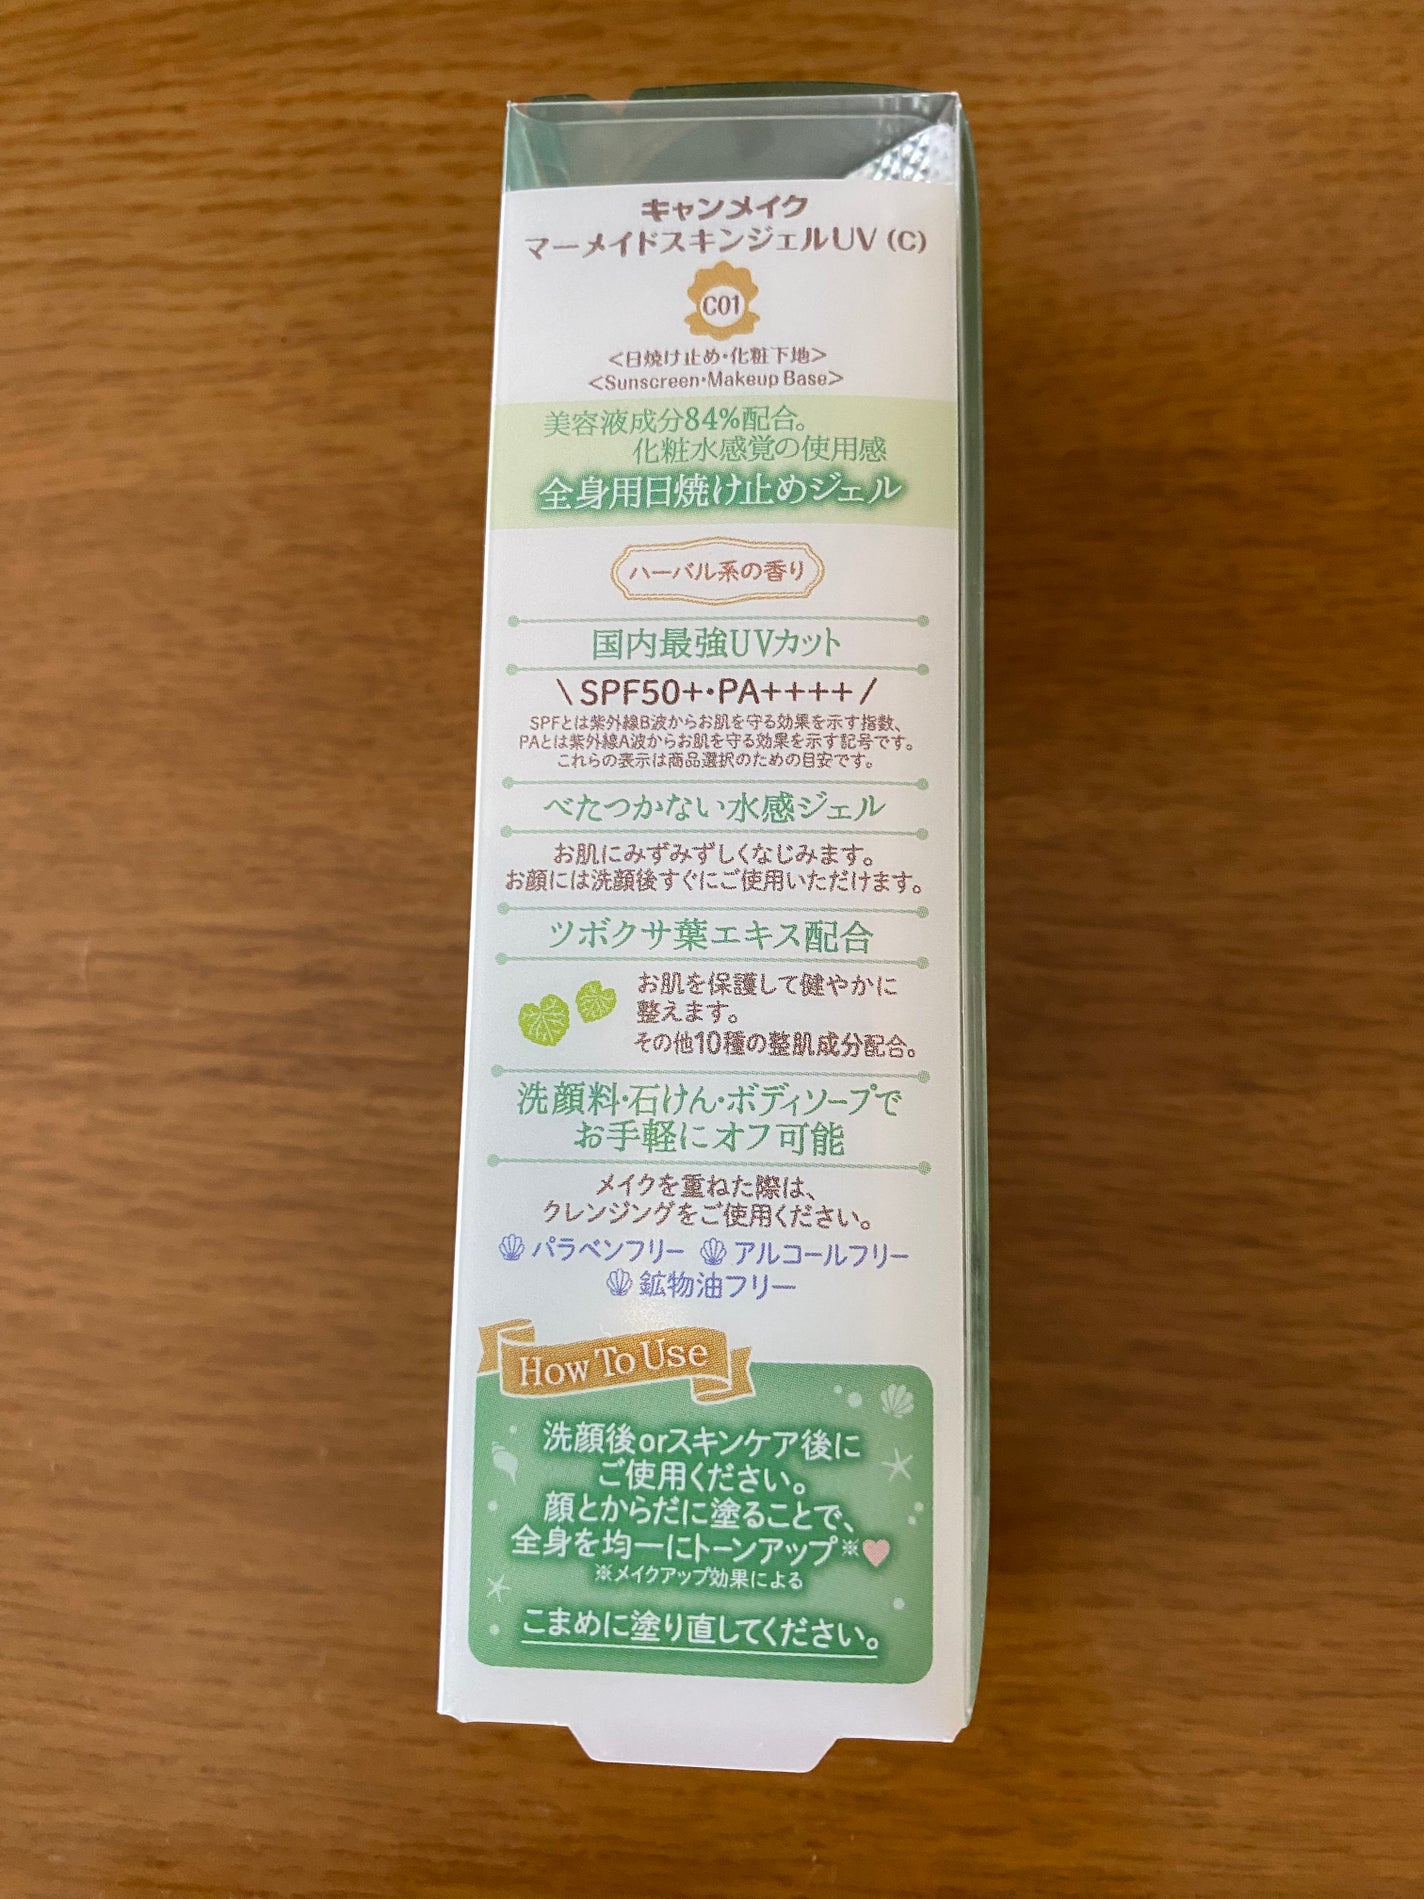 キャンメイク
マーメイドスキンジェルUV (C)
C01
<日焼け止め・化粧下地>
<Sunscreen・Makeup Base>
美容液成分84%配合。
化粧水感覚の使用感
全身用日焼け止めジェル
ハーバル系の香り
国内最強UVカット
\ SPF50+・PA++++ /
SPFとは紫外線B波からお肌を守る効果を示す指数、
PAとは紫外線A波からお肌を守る効果を示す記号です。
これらの表示は商品選択のための目安です。
べたつかない水感ジェル
お肌にみずみずしくなじみます。
お顔には洗顔後すぐにご使用いただけます。
ツボクサ葉エキス配合
お肌を保護して健やかに
整えます。
その他10種の整肌成分配合。
洗顔料・石けん・ボディソープで
お手軽にオフ可能
メイクを重ねた際は、
クレンジングをご使用ください。
パラベンフリー アルコールフリー
鉱物油フリー
How To Use
洗顔後orスキンケア後に
ご使用ください。
顔とからだに塗ることで、
全身を均一にトーンアップ※
※メイクアップ効果による
こまめに塗り直してください。